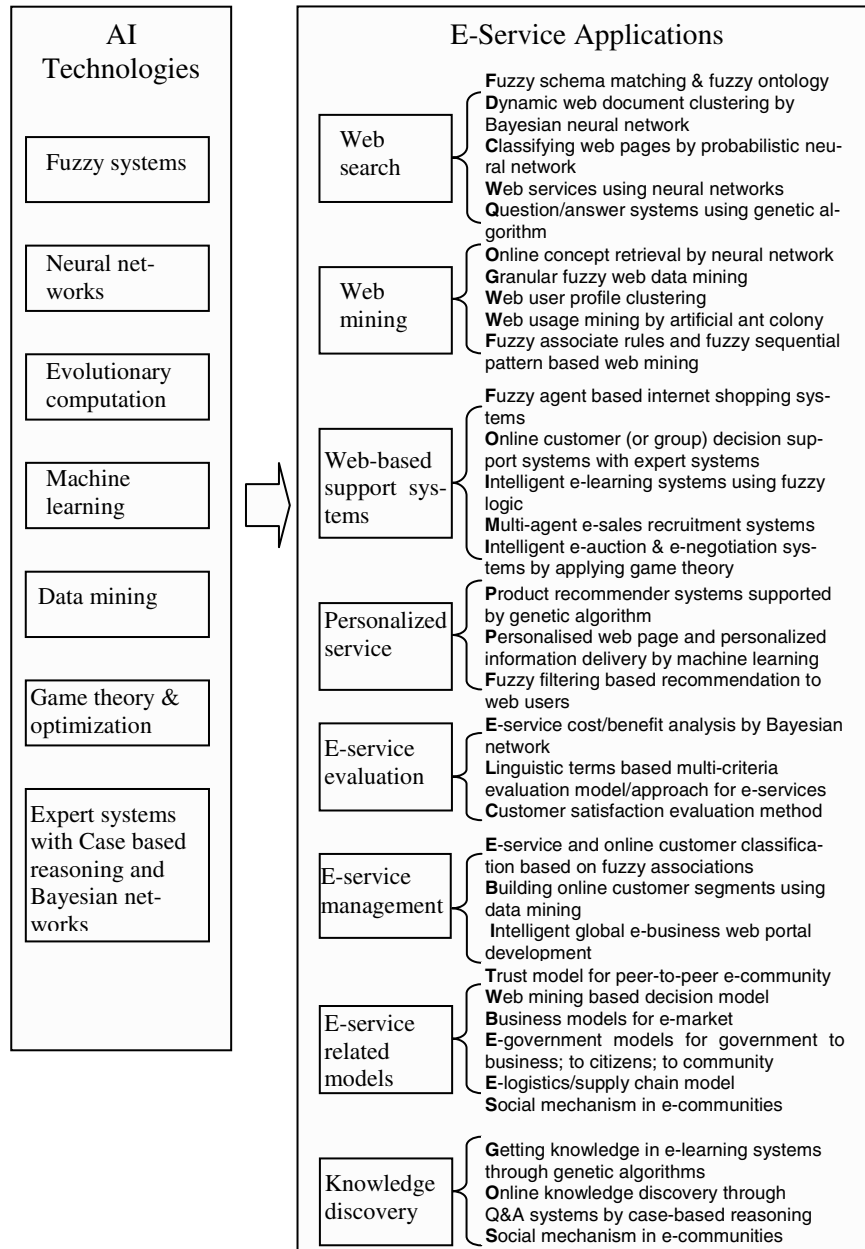 AI
Technologies
Fuzzy systems
Neural net-
works
Evolutionary
computation
Machine
learning
Data mining
Game theory &
optimization
Expert systems
with Case based
reasoning and
Bayesian net-
works
E-Service Applications
Web
search
Fuzzy schema matching & fuzzy ontology
Dynamic web document clustering by
Bayesian neural network
Classifying web pages by probabilistic neu-
ral network
Web services using neural networks
Question/answer systems using genetic al-
gorithm
Web
mining
Online concept retrieval by neural network
Granular fuzzy web data mining
Web user profile clustering
Web usage mining by artificial ant colony
Fuzzy associate rules and fuzzy sequential
pattern based web mining
Web-based
support sys-
tems
Fuzzy agent based internet shopping sys-
tems
Online customer (or group) decision sup-
port systems with expert systems
Intelligent e-learning systems using fuzzy
logic
Multi-agent e-sales recruitment systems
Intelligent e-auction & e-negotiation sys-
tems by applying game theory
Personalized
service
Product recommender systems supported
by genetic algorithm
Personalised web page and personalized
information delivery by machine learning
Fuzzy filtering based recommendation to
web users
E-service
evaluation
E-service cost/benefit analysis by Bayesian
network
Linguistic terms based multi-criteria
evaluation model/approach for e-services
Customer satisfaction evaluation method
E-service
management
E-service and online customer classifica-
tion based on fuzzy associations
Building online customer segments using
data mining
Intelligent global e-business web portal
development
E-service
related
models
Trust model for peer-to-peer e-community
Web mining based decision model
Business models for e-market
E-government models for government to
business; to citizens; to community
E-logistics/supply chain model
Social mechanism in e-communities
Knowledge
discovery
Getting knowledge in e-learning systems
through genetic algorithms
Online knowledge discovery through
Q&A systems by case-based reasoning
Social mechanism in e-communities